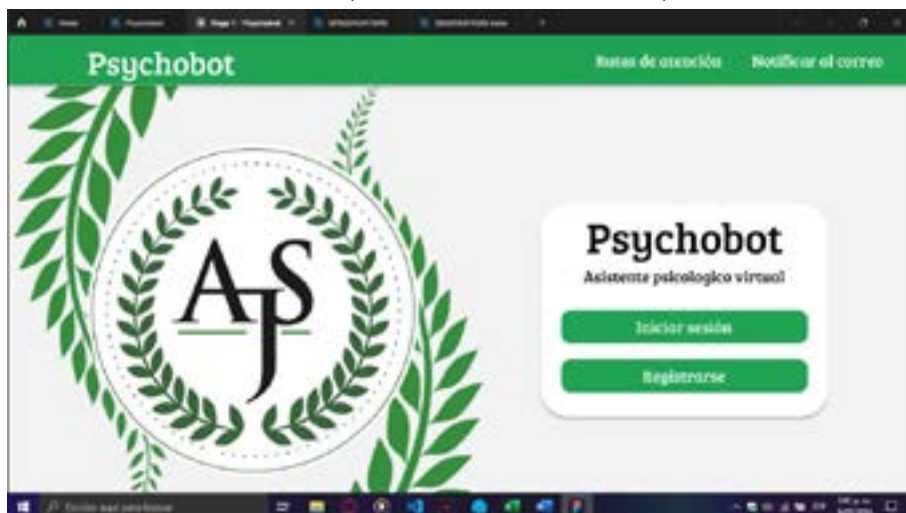 Psychobot
Rutas de atención
Notificar al correo
AJS
Psychobot
Asistente psicologico virtual
Iniciar sesión
Registrarse